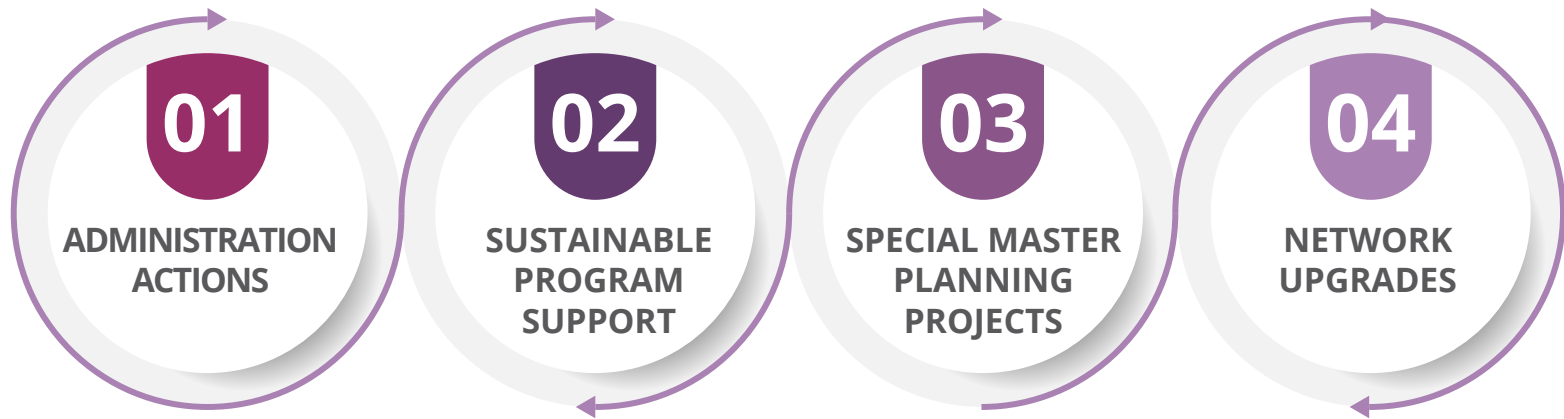 01
ADMINISTRATION
ACTIONS
02
SUSTAINABLE
PROGRAM
SUPPORT
03
SPECIAL MASTER
PLANNING
PROJECTS
04
NETWORK
UPGRADES